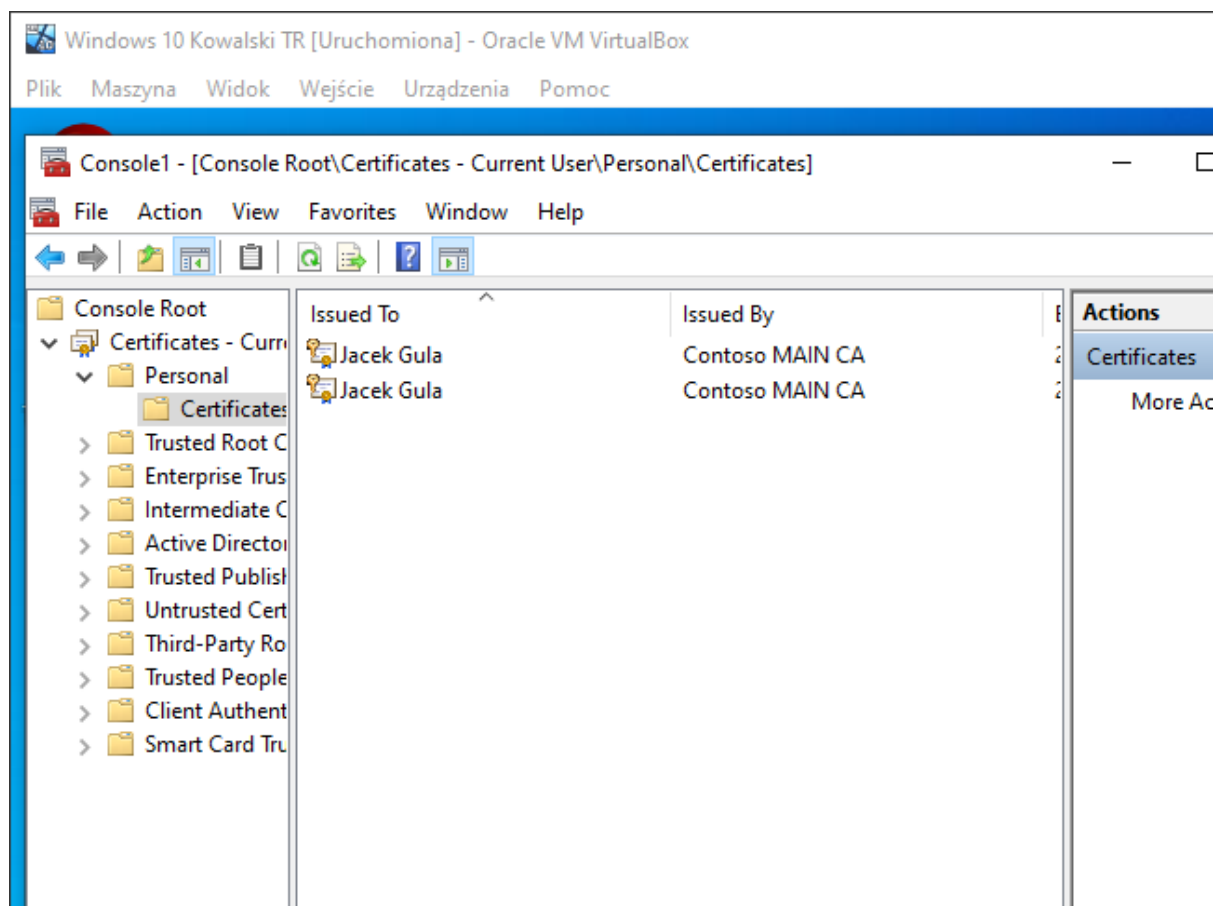 Windows 10 Kowalski TR [Uruchomiona] - Oracle VM VirtualBox
Plik Maszyna Widok Wejście Urządzenia Pomoc
Console1 - [Console Root\Certificates - Current User\Personal\Certificates]
File Action View Favorites Window Help
Console Root
Certificates - Curr
Personal
Certificates
Trusted Root C
Enterprise Trus
Intermediate C
Active Director
Trusted Publish
Untrusted Cert
Third-Party Ro
Trusted People
Client Authent
Smart Card Tru
Issued To Issued By E
Jacek Gula Contoso MAIN CA 2
Jacek Gula Contoso MAIN CA 2
Actions
Certificates
More Ac